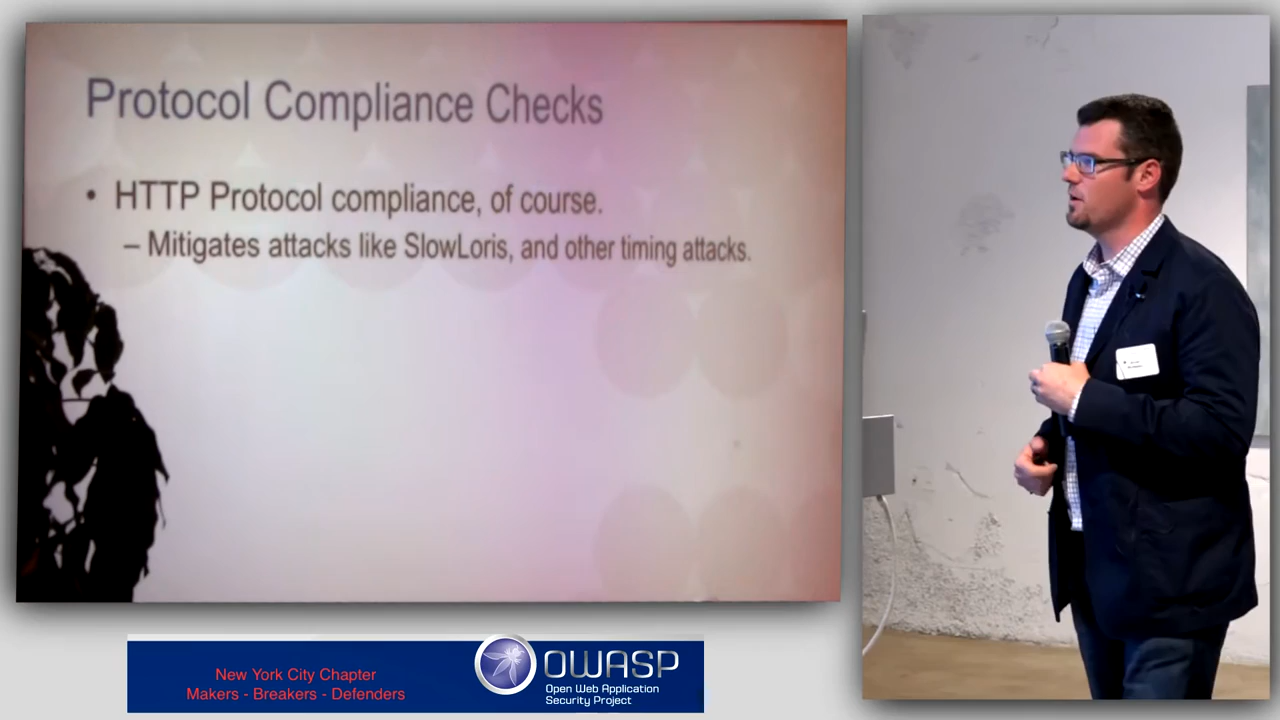 Protocol Compliance Checks
• HTTP Protocol compliance, of course.
– Mitigates attacks like SlowLoris, and other timing attacks.
New York City Chapter
Makers - Breakers - Defenders
OWASP
Open Web Application
Security Project